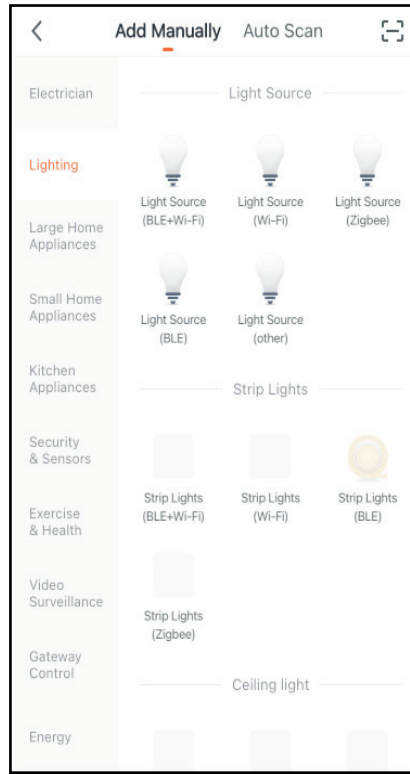 Add Manually Auto Scan
Electrician
Lighting
Large Home
Appliances
Small Home
Appliances
Kitchen
Appliances
Security
& Sensors
Exercise
& Health
Video
Surveillance
Gateway
Control
Energy
Light Source
Light Source
(BLE+Wi-Fi)
Light Source
(Wi-Fi)
Light Source
(Zigbee)
Light Source
(BLE)
Light Source
(other)
Strip Lights
Strip Lights
(BLE+Wi-Fi)
Strip Lights
(Wi-Fi)
Strip Lights
(BLE)
Strip Lights
(Zigbee)
Ceiling light